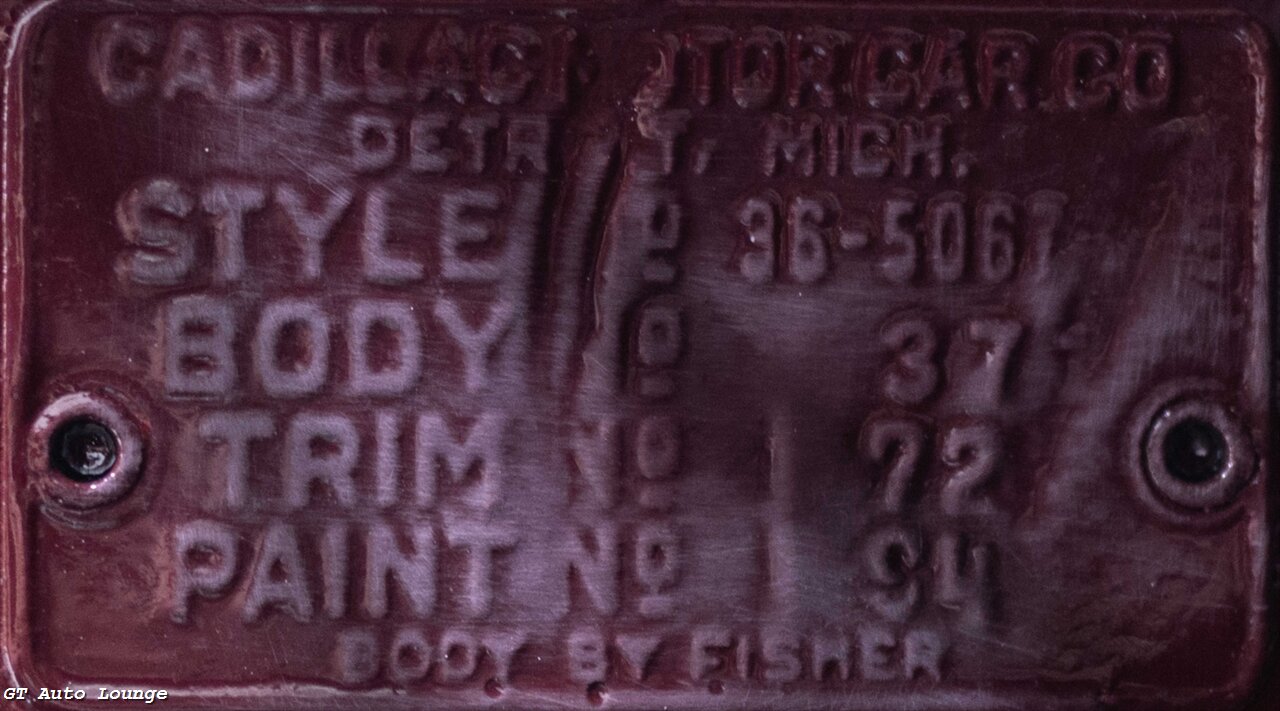 CADILLAC MOTOR CAR CO
DETROIT, MICH.
STYLE Nº 36-5067
BODY Nº 37
TRIM Nº 72
PAINT Nº 94
BODY BY FISHER
GT Auto Lounge